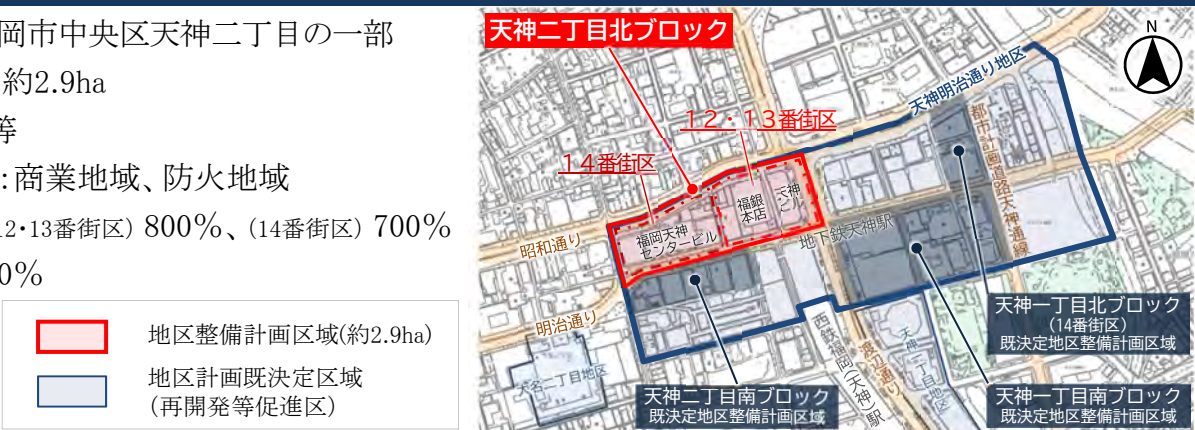 岡市中央区天神二丁目の一部
約2.9ha
等
:商業地域、防火地域
12・13番街区) 800%、(14番街区) 700%
0%
地区整備計画区域(約2.9ha)
地区計画既決定区域
(再開発等促進区)
天神二丁目北ブロック
N
天神明治通り地区
12・13番街区
14番街区
都市計画道路天神通線
福銀
本店
天神
ビル
福岡天神
センタービル
地下鉄天神駅
昭和通り
明治通り
天神一丁目北ブロック
(14番街区)
既決定地区整備計画区域
大名二丁目地区
西鉄福岡(天神)駅
渡辺通り
天神一丁目地区
天神二丁目南ブロック
既決定地区整備計画区域
天神一丁目南ブロック
既決定地区整備計画区域